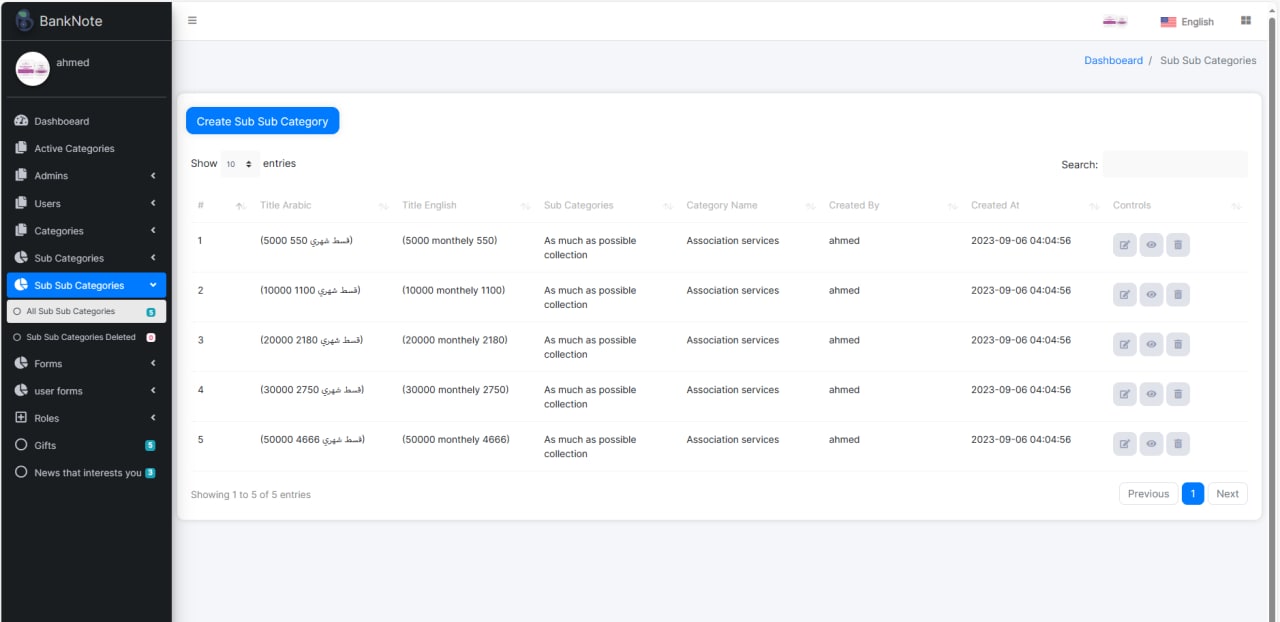 BankNote
ahmed
Dashboeard
Active Categories
Admins
Users
Categories
Sub Categories
Sub Sub Categories
All Sub Sub Categories 5
Sub Sub Categories Deleted 0
Forms
user forms
Roles
Gifts 5
News that interests you 3
English
Dashboeard / Sub Sub Categories
Create Sub Sub Category
Show 10 entries
Search:
# Title Arabic Title English Sub Categories Category Name Created By Created At Controls
1 (5000 قسط شهري 550) (5000 monthely 550) As much as possible Association services ahmed 2023-09-06 04:04:56
collection
2 (10000 قسط شهري 1100) (10000 monthely 1100) As much as possible Association services ahmed 2023-09-06 04:04:56
collection
3 (20000 قسط شهري 2180) (20000 monthely 2180) As much as possible Association services ahmed 2023-09-06 04:04:56
collection
4 (30000 قسط شهري 2750) (30000 monthely 2750) As much as possible Association services ahmed 2023-09-06 04:04:56
collection
5 (50000 قسط شهري 4666) (50000 monthely 4666) As much as possible Association services ahmed 2023-09-06 04:04:56
collection
Showing 1 to 5 of 5 entries
Previous 1 Next